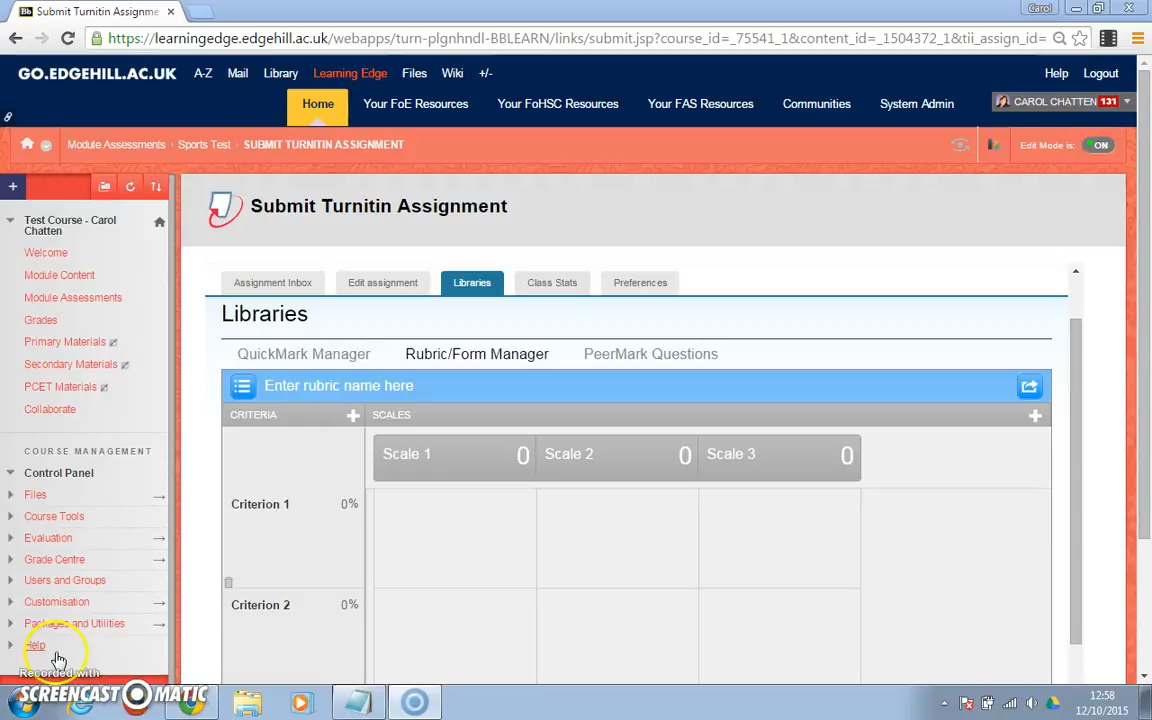 Submit Turnitin Assignme
Carol
https://learningedge.edgehill.ac.uk/webapps/turn-plgnhndl-BBLEARN/links/submit.jsp?course_id=_75541_1&content_id=_1504372_1&tii_assign_id=
GO.EDGEHILL.AC.UK A-Z Mail Library Learning Edge Files Wiki +/- Help Logout
Home Your FoE Resources Your FoHSC Resources Your FAS Resources Communities System Admin CAROL CHATTEN 131
Module Assessments Sports Test SUBMIT TURNITIN ASSIGNMENT Edit Mode is: ON
Test Course - Carol
Chatten
Welcome
Module Content
Module Assessments
Grades
Primary Materials
Secondary Materials
PCET Materials
Collaborate
COURSE MANAGEMENT
Control Panel
Files
Course Tools
Evaluation
Grade Centre
Users and Groups
Customisation
Packages and Utilities
Help
Submit Turnitin Assignment
Assignment Inbox Edit assignment Libraries Class Stats Preferences
Libraries
QuickMark Manager Rubric/Form Manager PeerMark Questions
Enter rubric name here
CRITERIA SCALES
Scale 1 0 Scale 2 0 Scale 3 0
Criterion 1 0%
Criterion 2 0%
Recorded with
SCREENCAST MATIC
12:58
12/10/2015